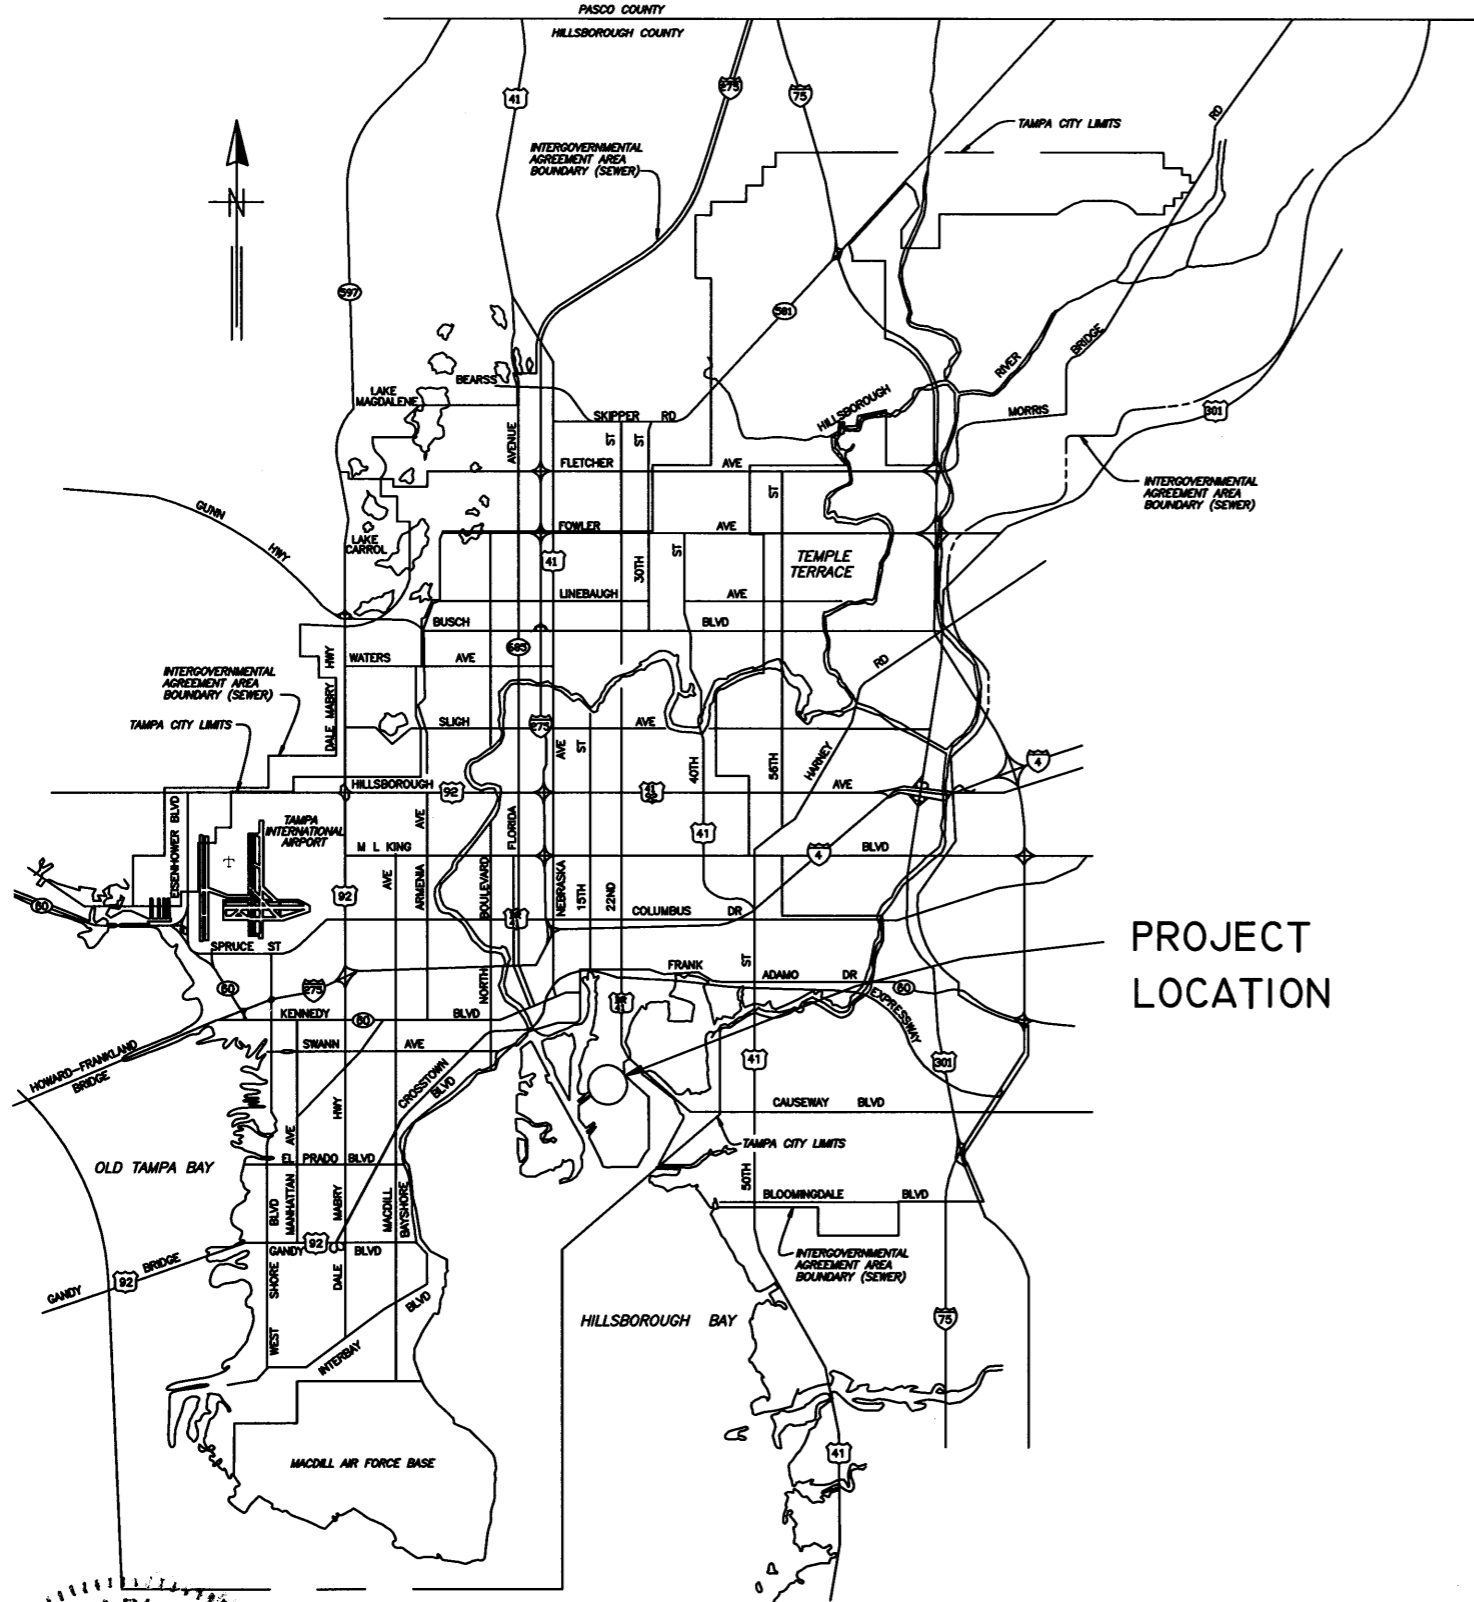 PASCO COUNTY
HILLSBOROUGH COUNTY
41
275
75
TAMPA CITY LIMITS
RD
INTERGOVERNMENTAL
AGREEMENT AREA
BOUNDARY (SEWER)
N
597
581
BRIDGE
RIVER
BEARSS
LAKE
MAGDALENE
HILLSBOROUGH
MORRIS
301
SKIPPER RD
AVENUE
ST
ST
FLETCHER AVE
INTERGOVERNMENTAL
AGREEMENT AREA
BOUNDARY (SEWER)
ST
GUNN
HWY
FOWLER AVE
LAKE
CARROL
41
30TH
ST
TEMPLE
TERRACE
LINEBAUGH AVE
BUSCH BLVD
685
WATERS AVE
RD
INTERGOVERNMENTAL
AGREEMENT AREA
BOUNDARY (SEWER)
DALE MABRY HWY
TAMPA CITY LIMITS
SLIGH AVE
275
AVE
ST
40TH
56TH
HARNEY
4
HILLSBOROUGH
92
41
92
AVE
EISENHOWER BLVD
TAMPA
INTERNATIONAL
AIRPORT
AVE
FLORIDA
41
M L KING
4
BLVD
AVE
ARMENIA
BOULEVARD
NEBRASKA
15TH
22ND
92
60
41
COLUMBUS DR
PROJECT
LOCATION
SPRUCE ST
NORTH
FRANK
ST
ADAMO DR
60
275
60
41
EXPRESSWAY
KENNEDY
60
BLVD
SWANN AVE
HOWARD-FRANKLAND
BRIDGE
CROSSTOWN
BLVD
41
301
HWY
CAUSEWAY BLVD
AVE
TAMPA CITY LIMITS
OLD TAMPA BAY
EL PRADO BLVD
50TH
BLVD
MANHATTAN
MABRY
MACDILL
BAYSHORE
BLOOMINGDALE BLVD
GANDY
92
BLVD
INTERGOVERNMENTAL
AGREEMENT AREA
BOUNDARY (SEWER)
GANDY
92
BRIDGE
SHORE
DALE
BLVD
HILLSBOROUGH BAY
75
WEST
INTERBAY
41
MACDILL AIR FORCE BASE